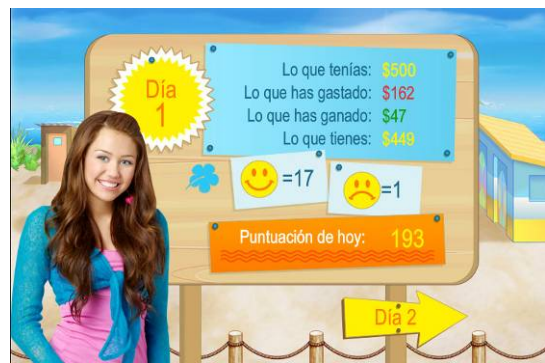 Día
1
Lo que tenías: $500
Lo que has gastado: $162
Lo que has ganado: $47
Lo que tienes: $449
=17
=1
Puntuación de hoy: 193
Día 2